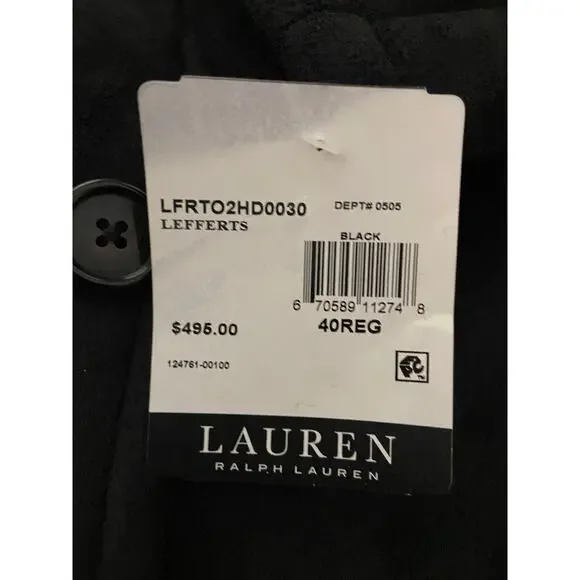 LFRTO2HD0030 DEPT# 0505
LEFFERTS
BLACK
6 70589 11274 8
$495.00 40REG
124761-00100
LAUREN
RALPH LAUREN